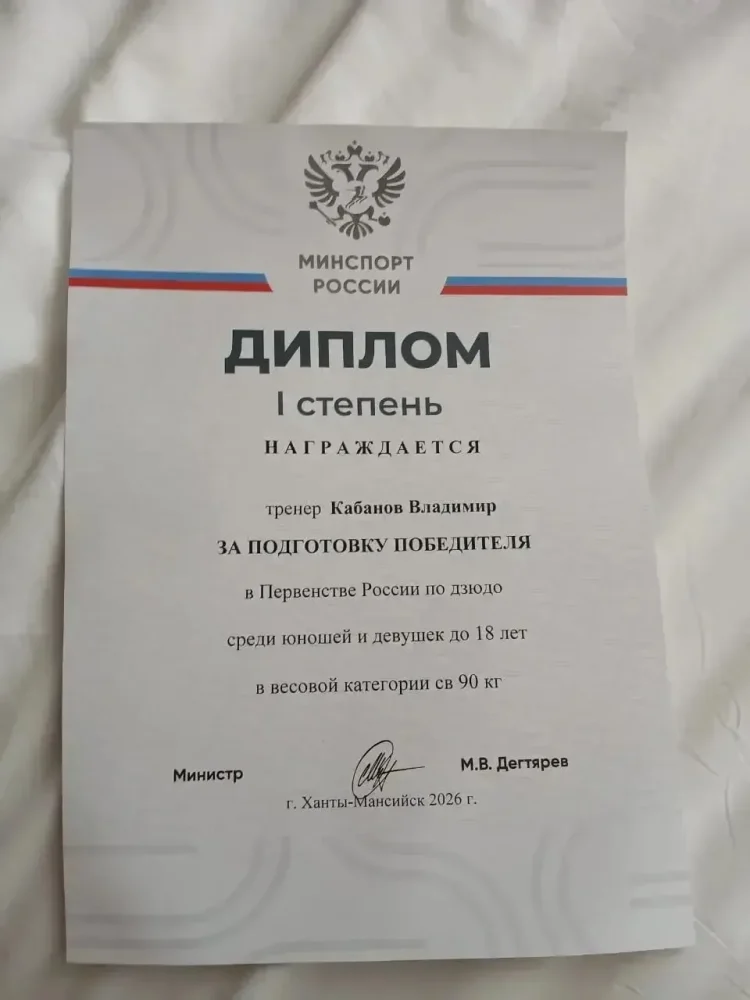 МИНСПОРТ
РОССИИ
ДИПЛОМ
I степень
НАГРАЖДАЕТСЯ
тренер Кабанов Владимир
ЗА ПОДГОТОВКУ ПОБЕДИТЕЛЯ
в Первенстве России по дзюдо
среди юношей и девушек до 18 лет
в весовой категории св 90 кг
Министр М.В. Дегтярев
г. Ханты-Мансийск 2026 г.